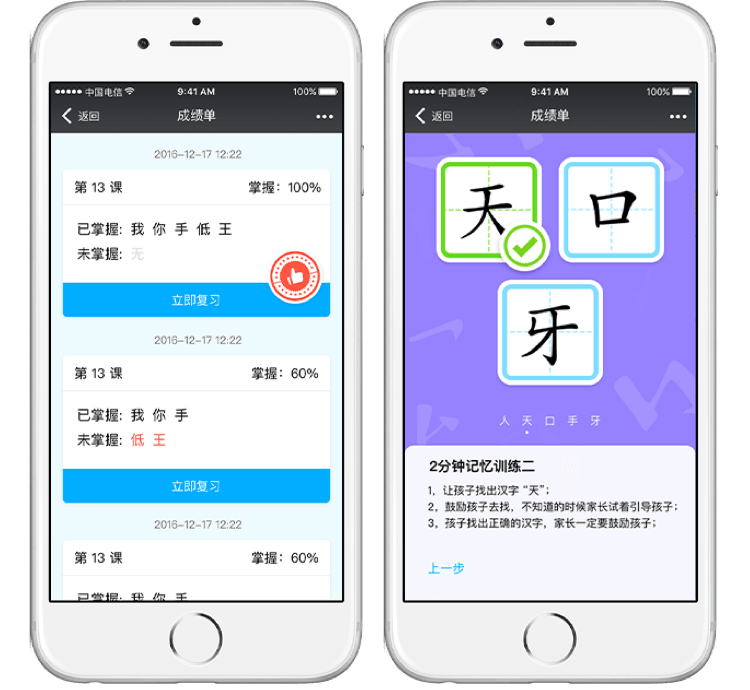 中国电信 9:41 AM 100%
返回 成绩单
2016-12-17 12:22
第 13 课 掌握：100%
已掌握: 我 你 手 低 王
未掌握: 无
立即复习
2016-12-17 12:22
第 13 课 掌握：60%
已掌握: 我 你 手
未掌握: 低 王
立即复习
2016-12-17 12:22
第 13 课 掌握：60%
已掌握: 我 你 手
中国电信 9:41 AM 100%
返回 成绩单
天 口
牙
人 天 口 手 牙
2分钟记忆训练二
1，让孩子找出汉字“天”；
2，鼓励孩子去找，不知道的时候家长试着引导孩子；
3，孩子找出正确的汉字，家长一定要鼓励孩子；
上一步